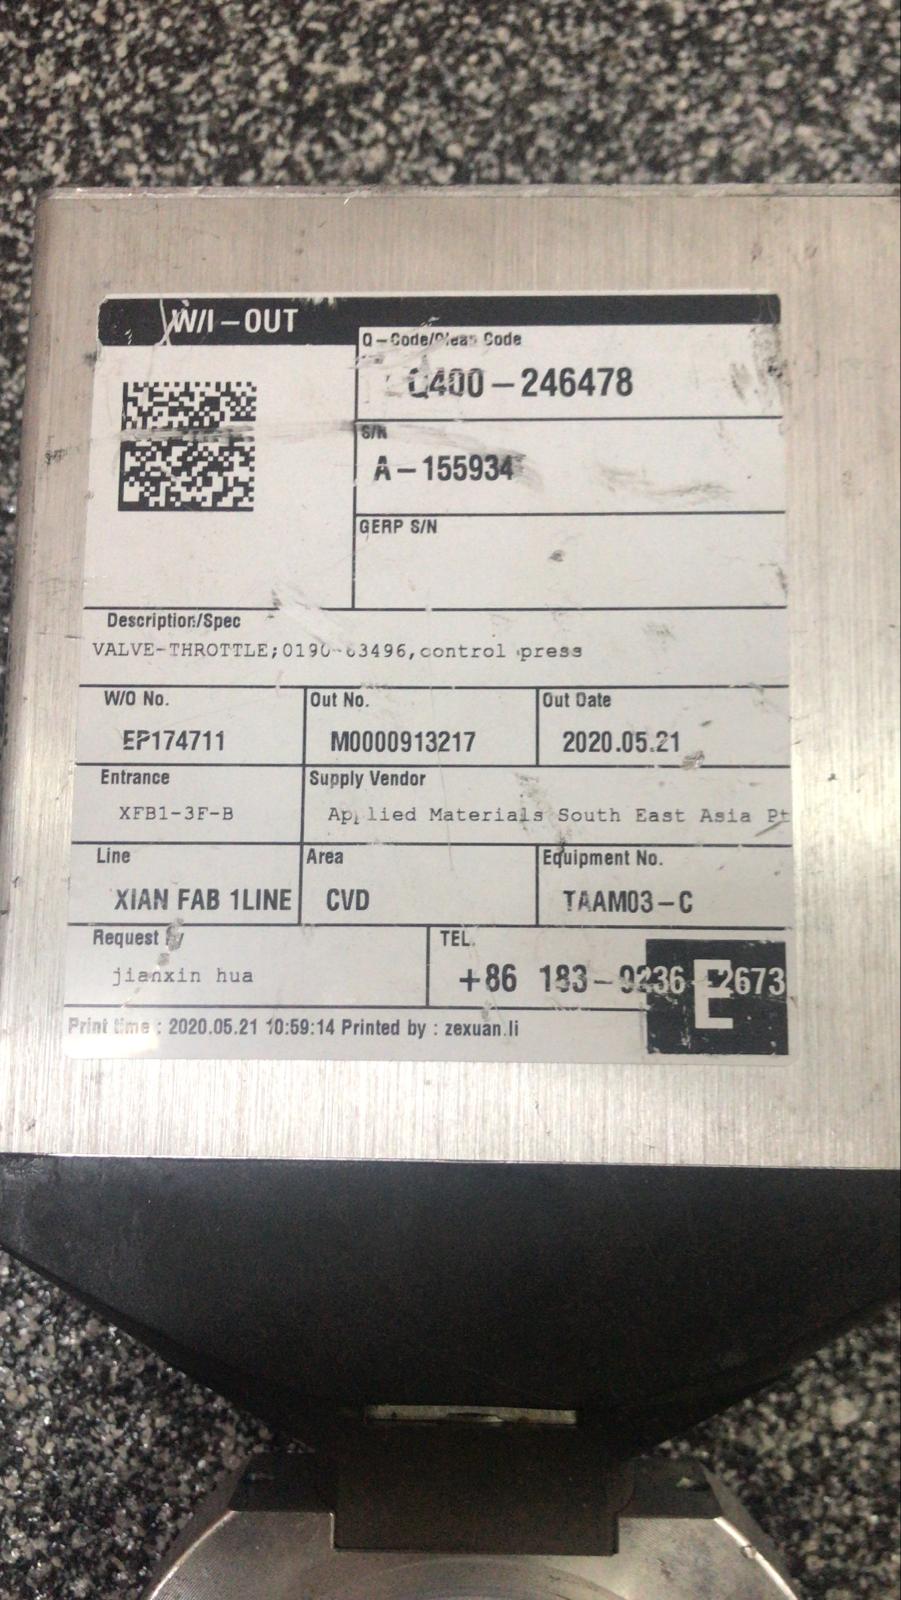 W/I-OUT
Q-Code/Clean Code
Q400-246478
S/N
A-155934
GERP S/N
Description/Spec
VALVE-THROTTLE;0190-63496,control press
W/O No.
Out No.
Out Date
EP174711
M0000913217
2020.05.21
Entrance
Supply Vendor
XFB1-3F-B
Applied Materials South East Asia Pt
Line
Area
Equipment No.
XIAN FAB 1LINE
CVD
TAAM03-C
Request By
TEL.
jianxin hua
+86 183-9236-2673
E
Print time : 2020.05.21 10:59:14 Printed by : zexuan.li